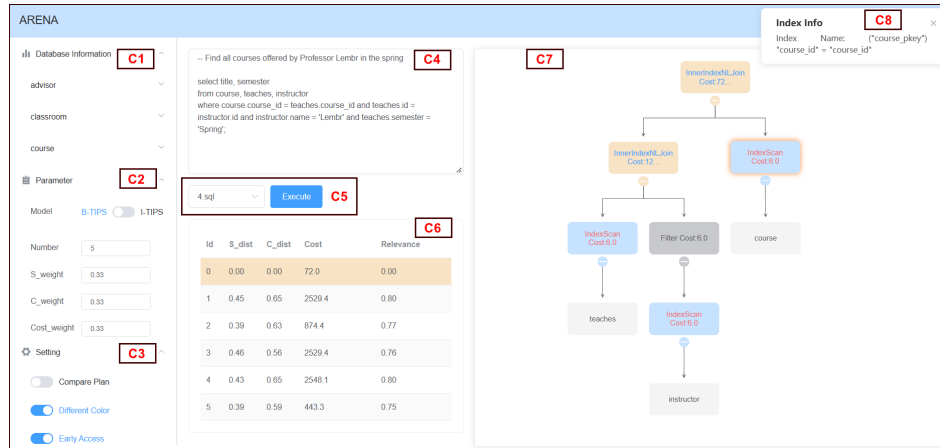 ARENA
Database Information
C1
advisor
classroom
course
Parameter
C2
Model B-TIPS I-TIPS
Number 5
S_weight 0.33
C_weight 0.33
Cost_weight 0.33
Setting
C3
Compare Plan
Different Color
Early Access
-- Find all courses offered by Professor Lembr in the spring
C4
select title, semester
from course, teaches, instructor
where course.course_id = teaches.course_id and teaches.id =
instructor.id and instructor.name = 'Lembr' and teaches.semester =
'Spring';
4.sql Execute C5
C6
Id S_dist C_dist Cost Relevance
0 0.00 0.00 72.0 0.00
1 0.45 0.65 2529.4 0.80
2 0.39 0.63 874.4 0.77
3 0.46 0.56 2529.4 0.76
4 0.43 0.65 2548.1 0.80
5 0.39 0.59 443.3 0.75
C7
InnerIndexNLJoin
Cost:72...
InnerIndexNLJoin
Cost:12...
IndexScan
Cost:6.0
IndexScan
Cost:6.0
Filter Cost:6.0
course
teaches
IndexScan
Cost:6.0
instructor
Index Info
C8
Index Name: ("course_pkey")
"course_id" = "course_id"